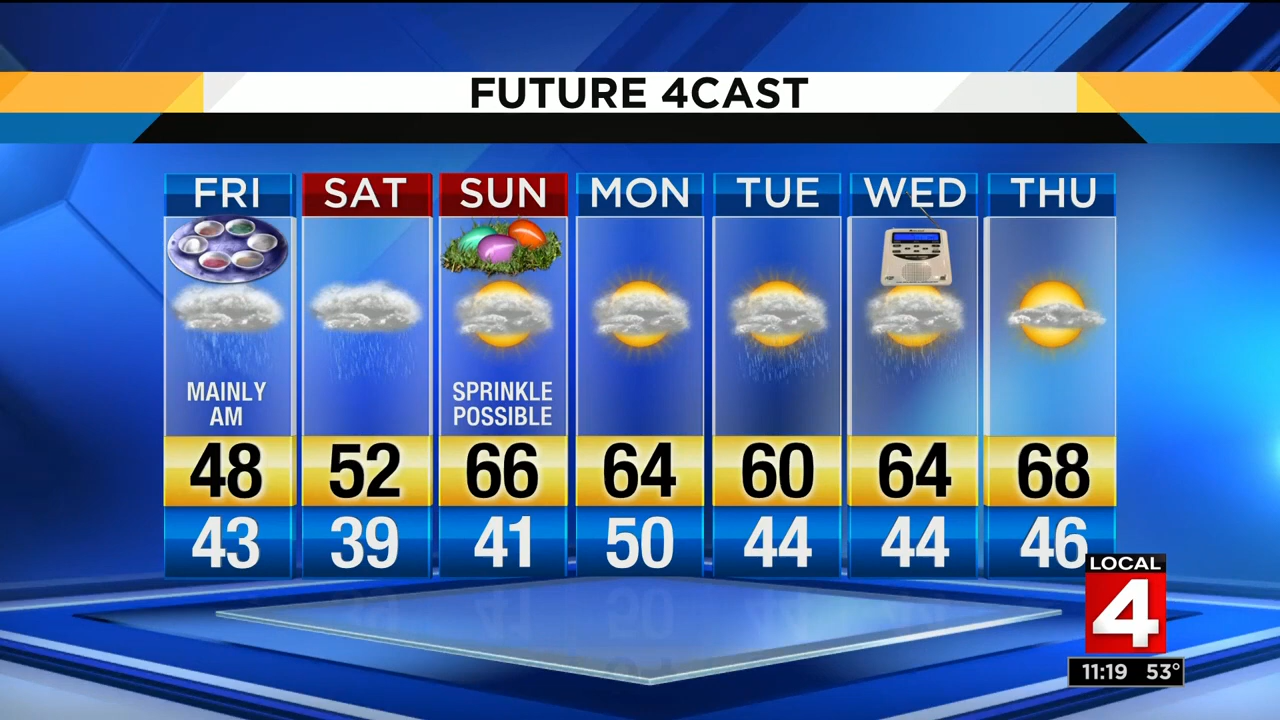 FUTURE 4CAST
FRI SAT SUN MON TUE WED THU
MAINLY
AM
SPRINKLE
POSSIBLE
48 52 66 64 60 64 68
43 39 41 50 44 44 46
LOCAL
4
11:19 53°